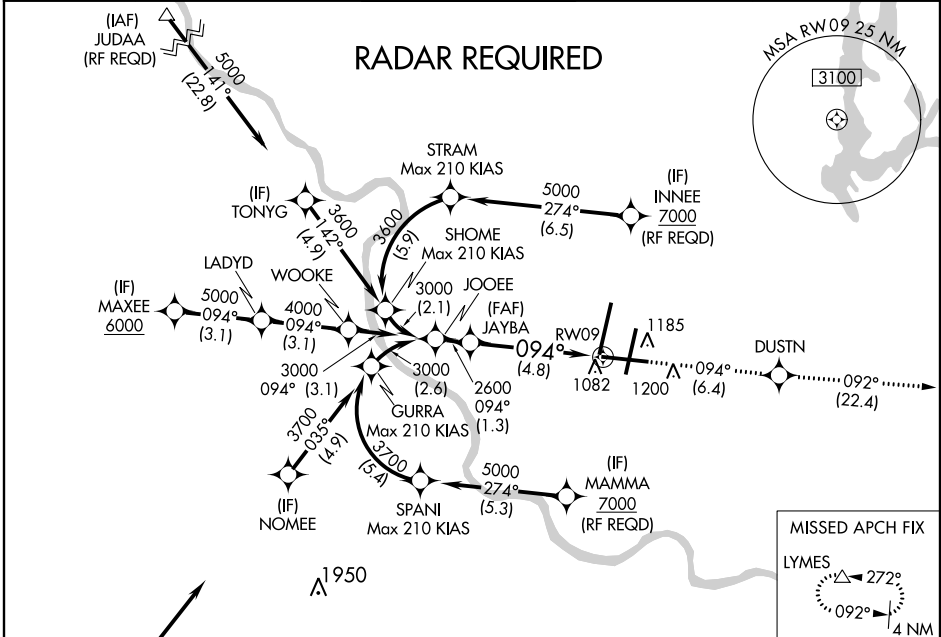 (IAF)
JUDAA
(RF REQD)
5000
141°
(22.8)
RADAR REQUIRED
MSA RW09 25 NM
3100
STRAM
Max 210 KIAS
(IF)
TONYG
3600
142°
(4.9)
3600
(5.9)
5000
274°
(6.5)
(IF)
INNEE
7000
(RF REQD)
SHOME
Max 210 KIAS
LADYD
WOOKE
3000
(2.1)
JOOEE
(IF)
MAXEE
6000
5000
094°
(3.1)
4000
094°
(3.1)
(FAF)
JAYBA
094°
(4.8)
RW09
1185
1082
1200
094°
(6.4)
DUSTN
092°
(22.4)
3000
094° (3.1)
3000
(2.6)
2600
094°
(1.3)
GURRA
Max 210 KIAS
3700
035°
(4.9)
3700
(5.4)
(IF)
NOMEE
SPANI
Max 210 KIAS
5000
274°
(5.3)
(IF)
MAMMA
7000
(RF REQD)
1950
MISSED APCH FIX
LYMES
272°
092°
4 NM